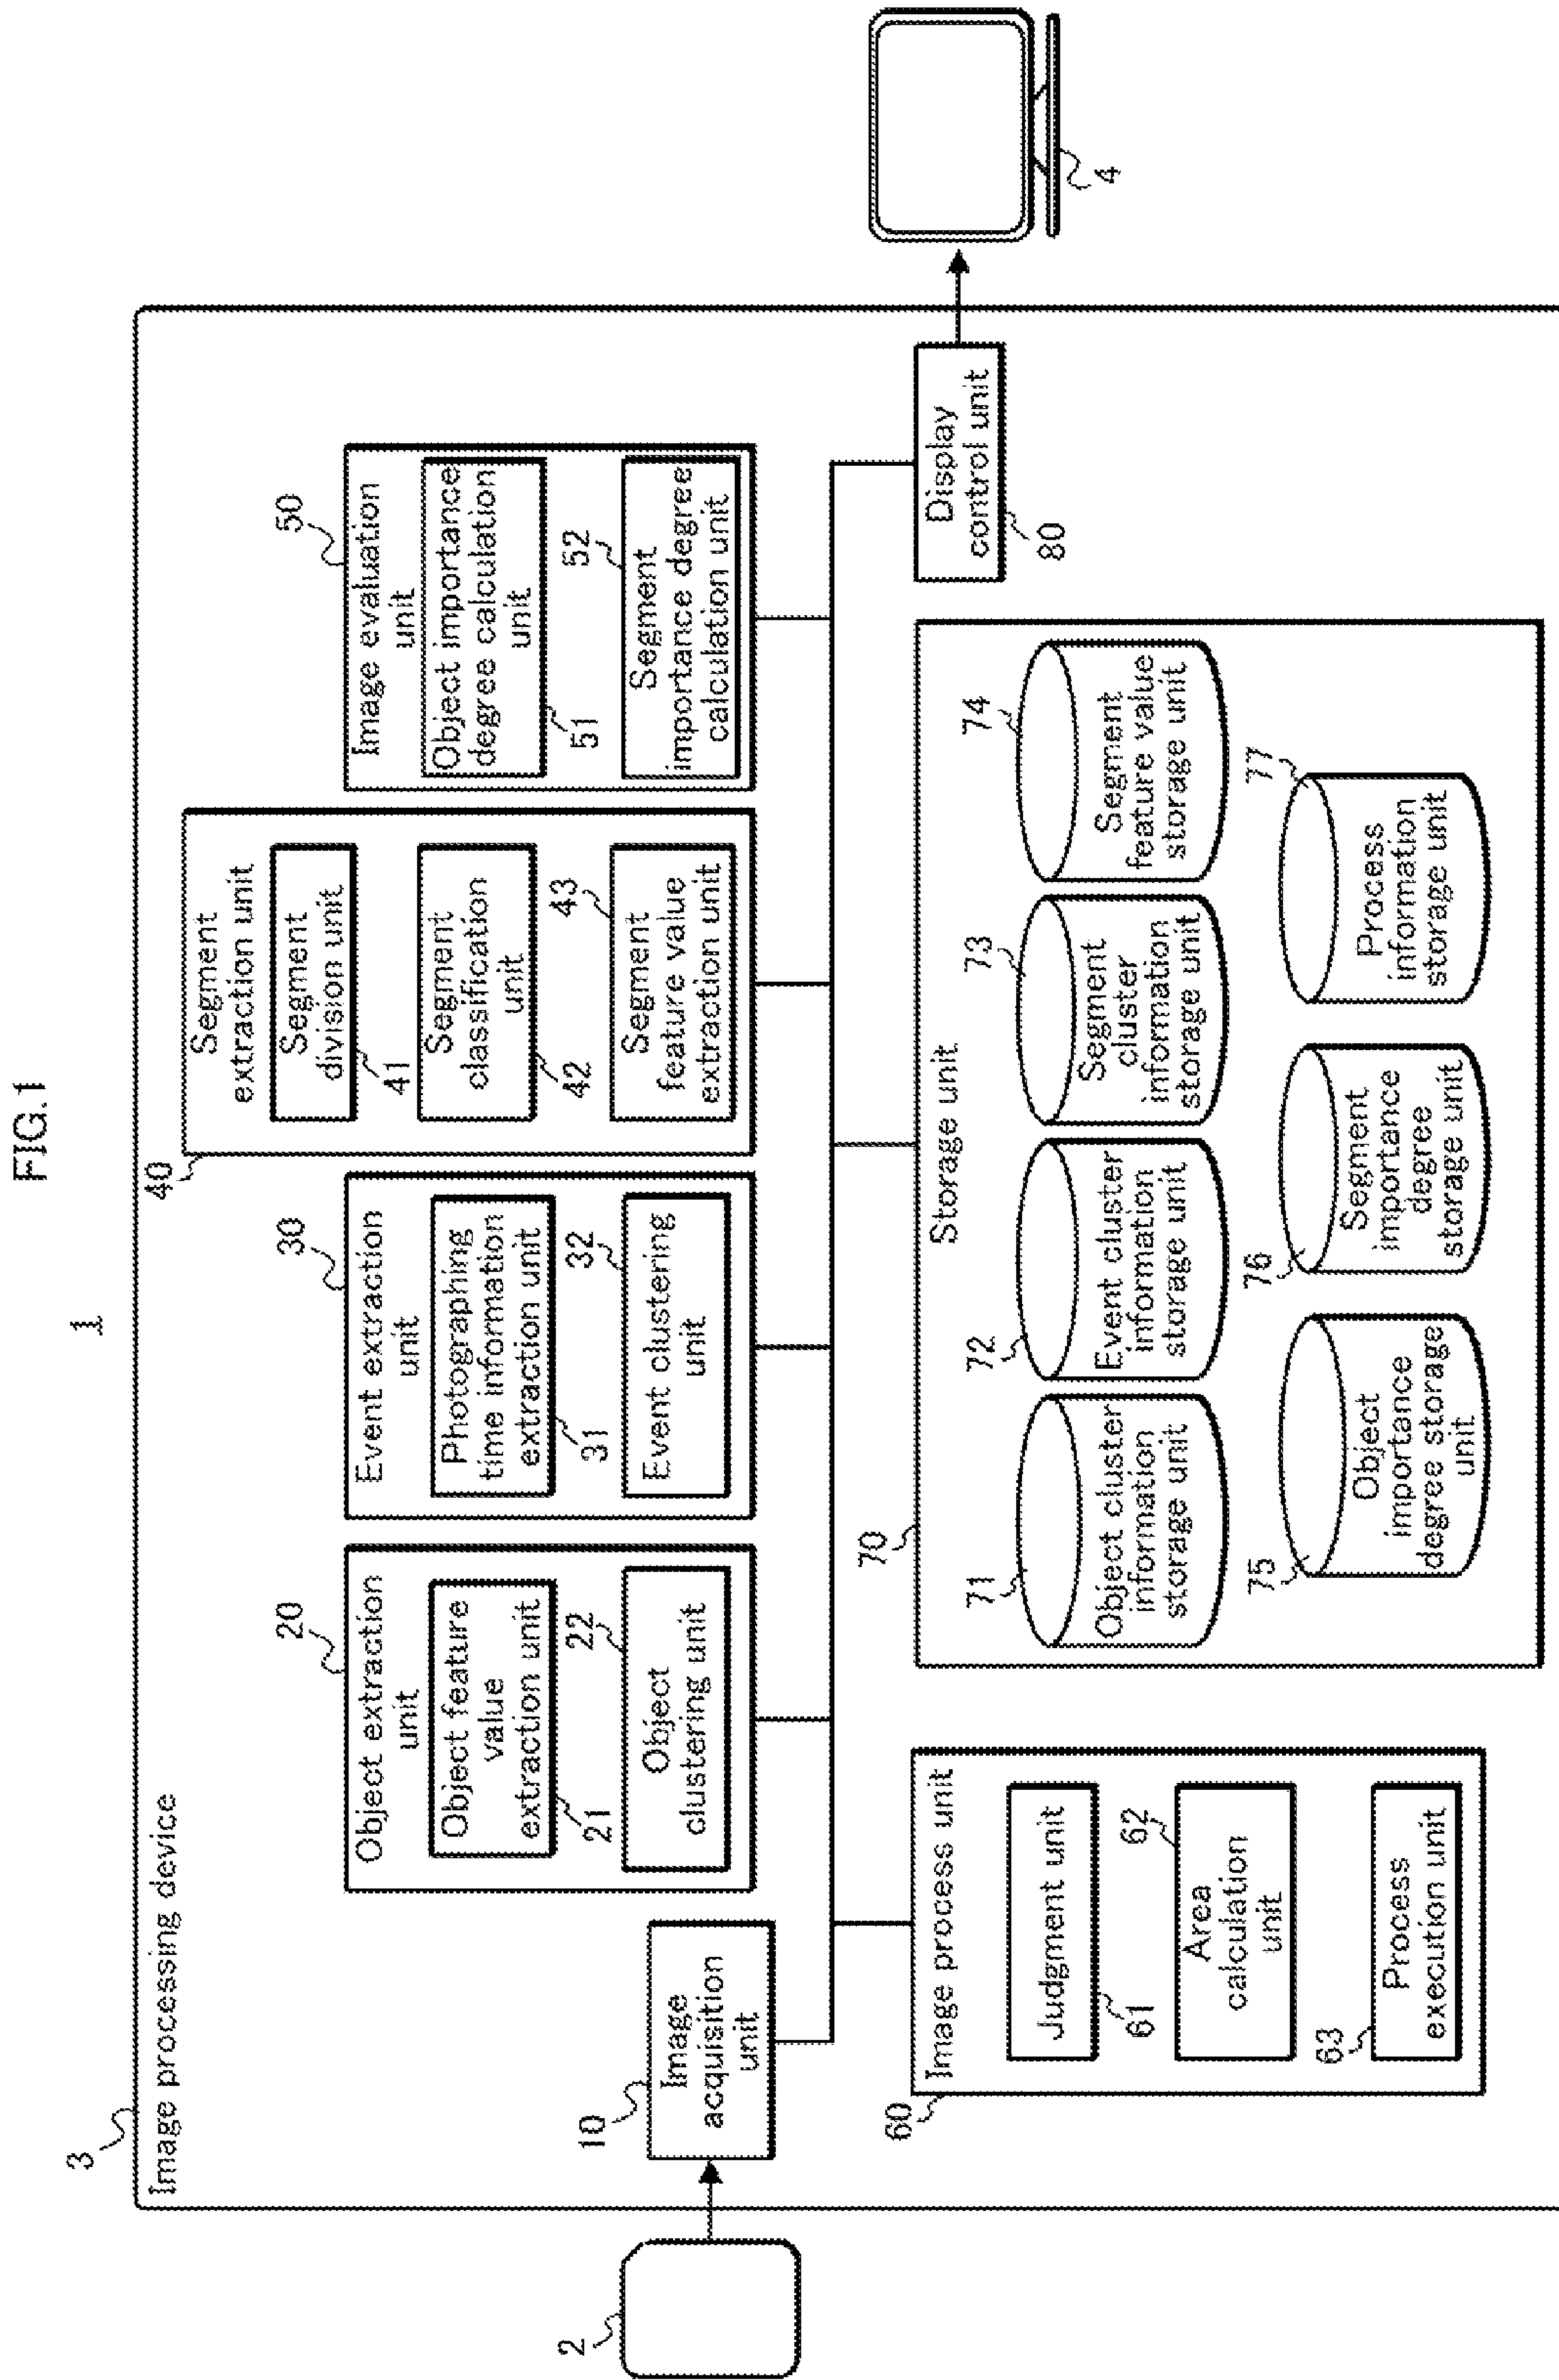 FIG.1
1
3
Image processing device
2
10
Image
acquisition
unit
20
Object extraction
unit
Object feature
value
extraction unit
21
22
Object
clustering unit
30
Event extraction
unit
Photographing
time information
extraction unit
31
32
Event clustering
unit
40
Segment
extraction unit
Segment
division unit
41
Segment
classification
unit
42
43
Segment
feature value
extraction unit
50
Image evaluation
unit
Object importance
degree calculation
unit
51
52
Segment
importance degree
calculation unit
60
Image process unit
Judgment unit
61
62
Area
calculation
unit
63
Process
execution unit
70
Storage unit
71
Object cluster
information
storage unit
72
Event cluster
information
storage unit
73
Segment
cluster
information
storage unit
74
Segment
feature value
storage unit
75
Object
importance
degree storage
unit
76
Segment
importance
degree
storage unit
77
Process
information
storage unit
Display
control unit
80
4